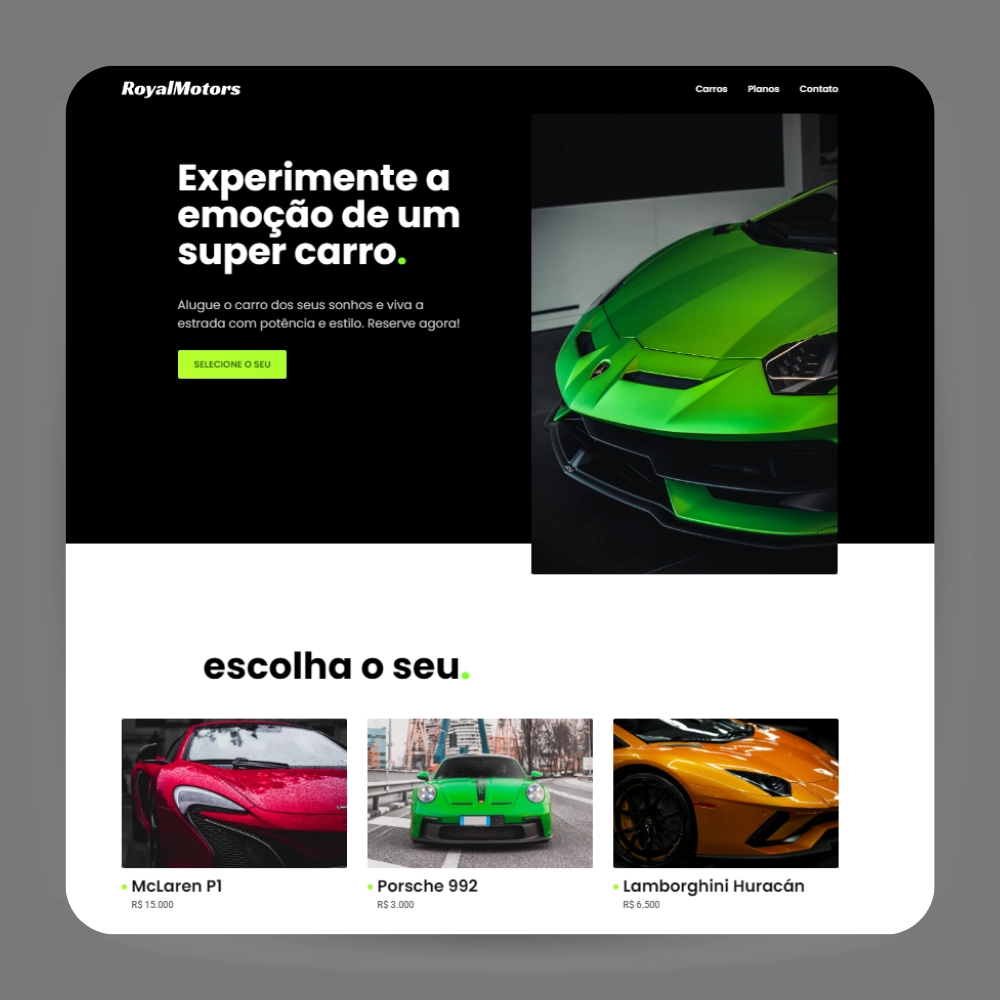 RoyalMotors
Carros Planos Contato
Experimente a
emoção de um
super carro.
Alugue o carro dos seus sonhos e viva a
estrada com potência e estilo. Reserve agora!
SELECIONE O SEU
escolha o seu.
McLaren P1
R$ 15.000
Porsche 992
R$ 3.000
Lamborghini Huracán
R$ 6.500